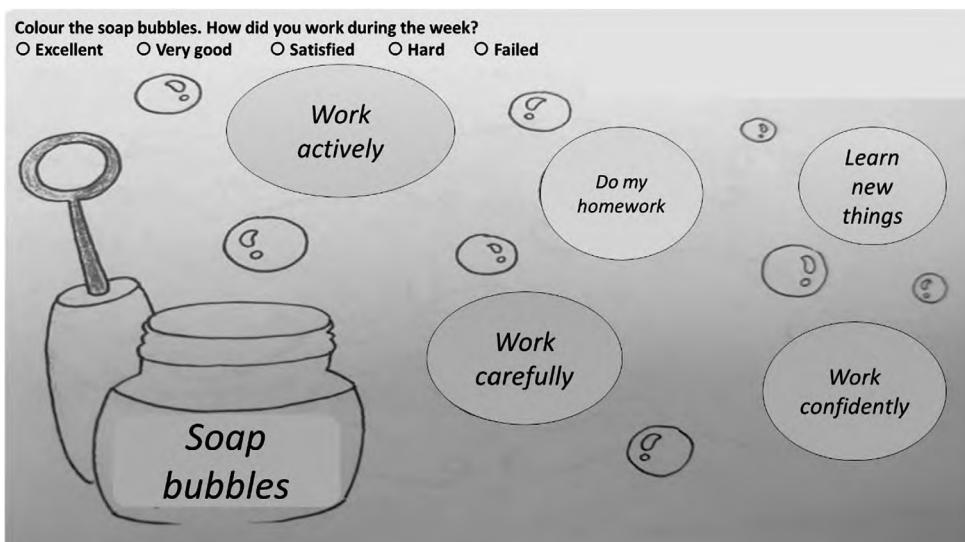 Colour the soap bubbles. How did you work during the week?
O Excellent O Very good O Satisfied O Hard O Failed
Work
actively
Do my
homework
Learn
new
things
Work
carefully
Work
confidently
Soap
bubbles